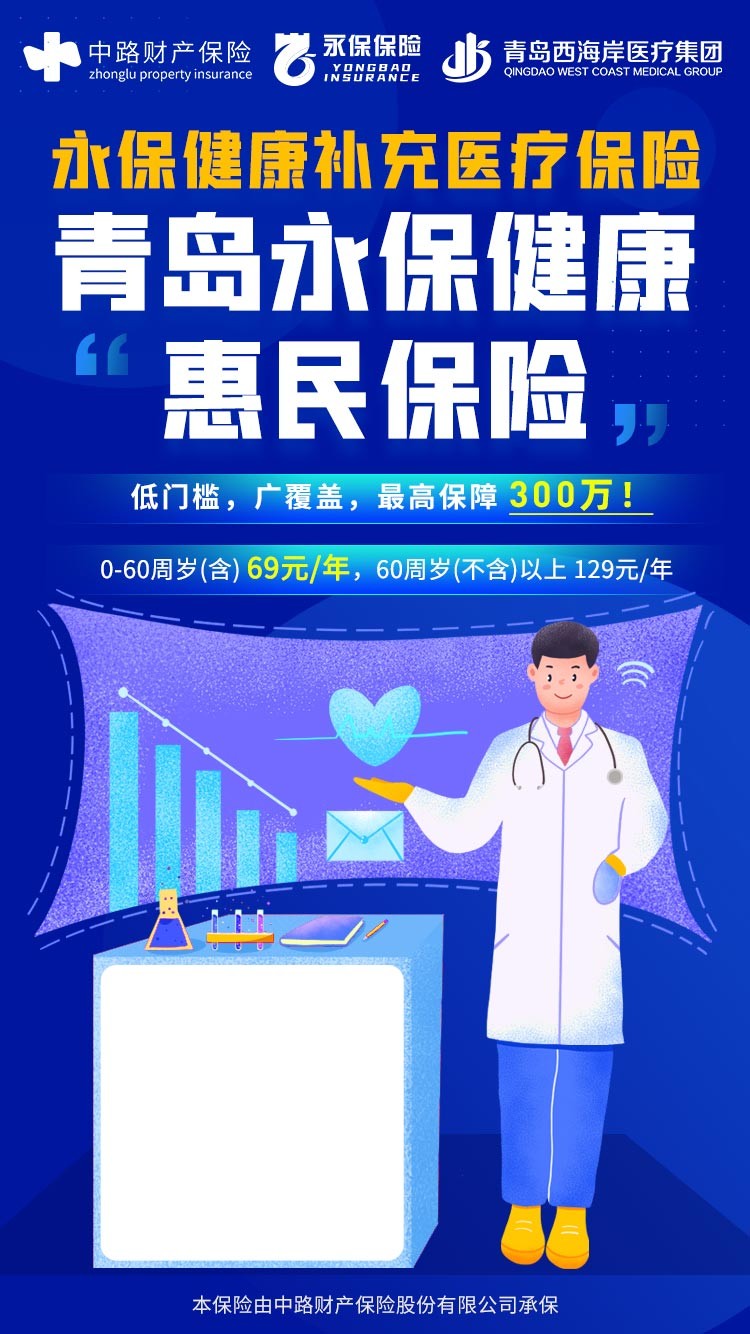 中路财产保险
zhonglu property insurance
永保保险
YONGBAO
INSURANCE
青岛西海岸医疗集团
QINGDAO WEST COAST MEDICAL GROUP
永保健康补充医疗保险
青岛永保健康
“惠民保险”
低门槛，广覆盖，最高保障 300万！
0-60周岁(含) 69元/年，60周岁(不含)以上 129元/年
本保险由中路财产保险股份有限公司承保